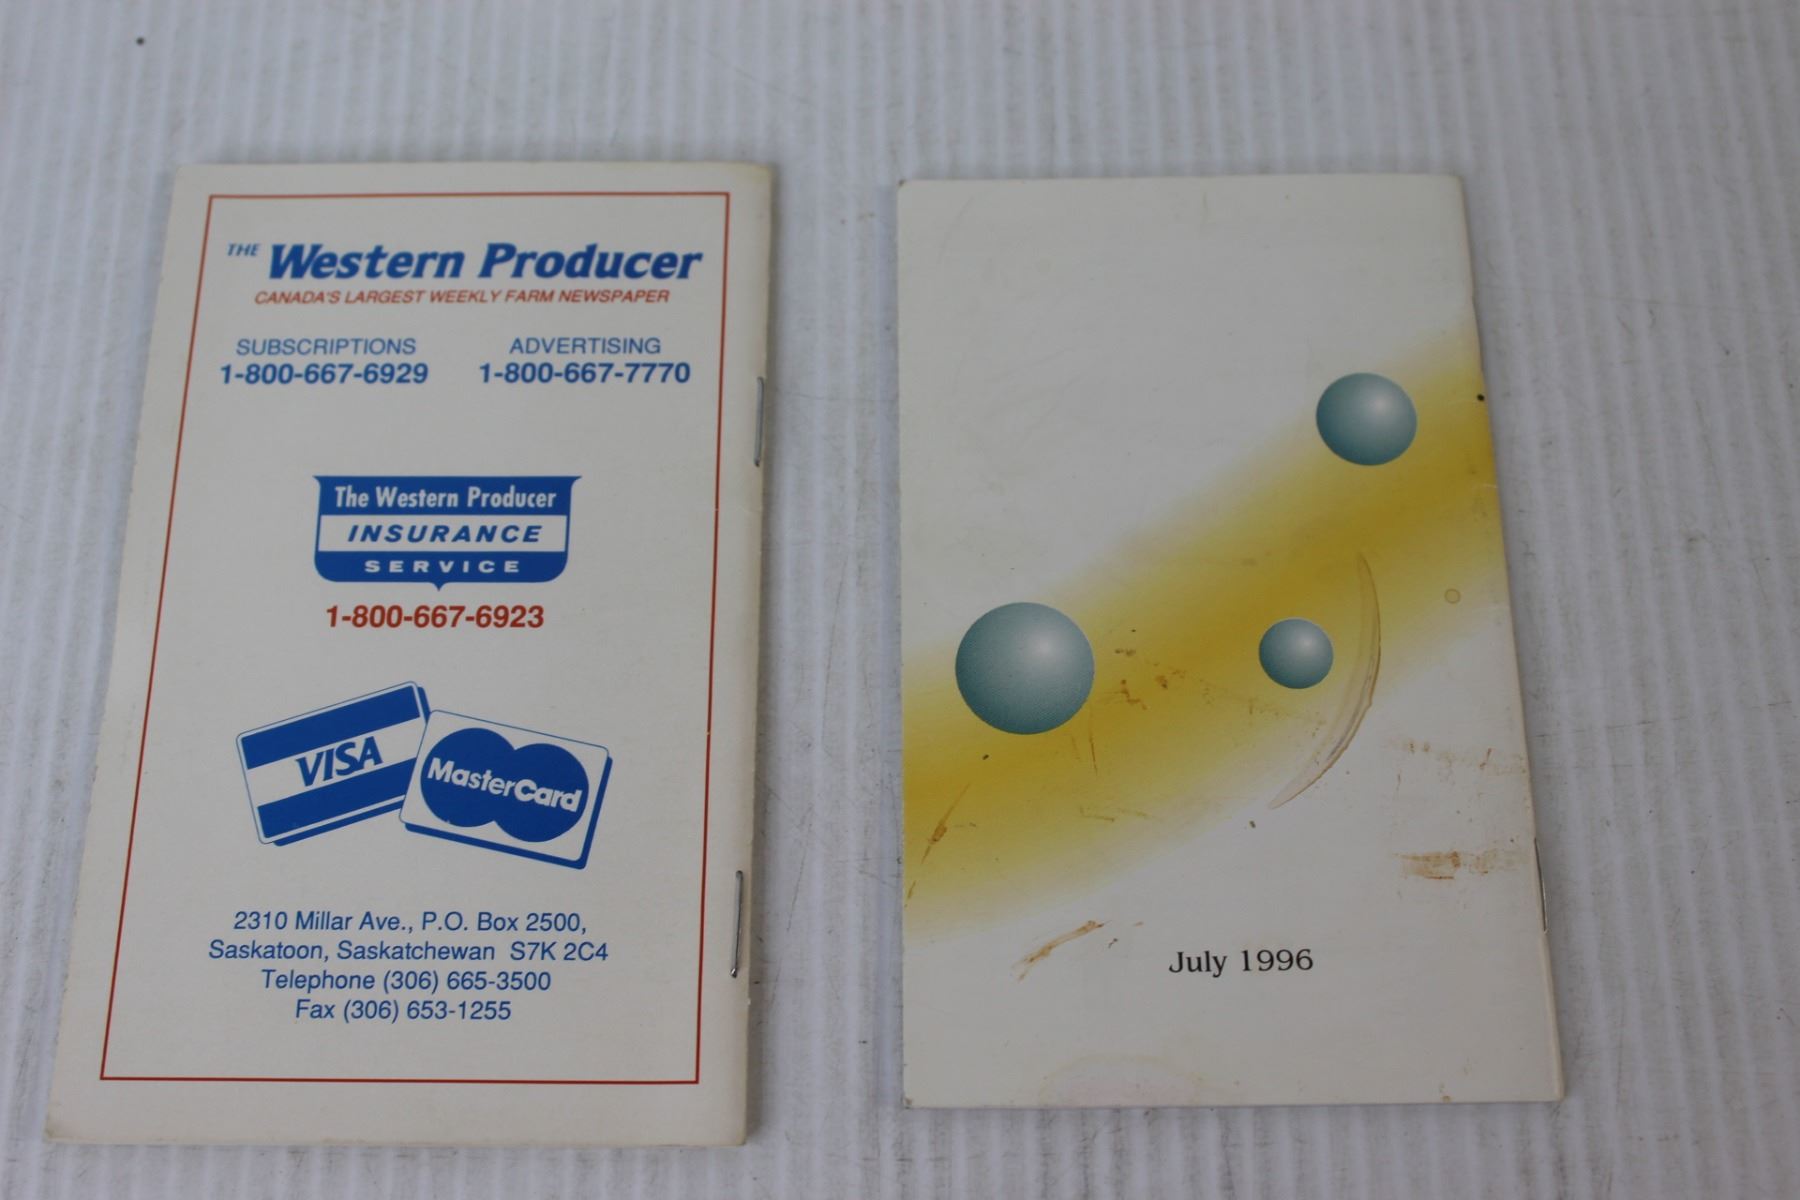 THE Western Producer
CANADA'S LARGEST WEEKLY FARM NEWSPAPER
SUBSCRIPTIONS
1-800-667-6929
ADVERTISING
1-800-667-7770
The Western Producer
INSURANCE
SERVICE
1-800-667-6923
VISA
MasterCard
2310 Millar Ave., P.O. Box 2500,
Saskatoon, Saskatchewan S7K 2C4
Telephone (306) 665-3500
Fax (306) 653-1255
July 1996